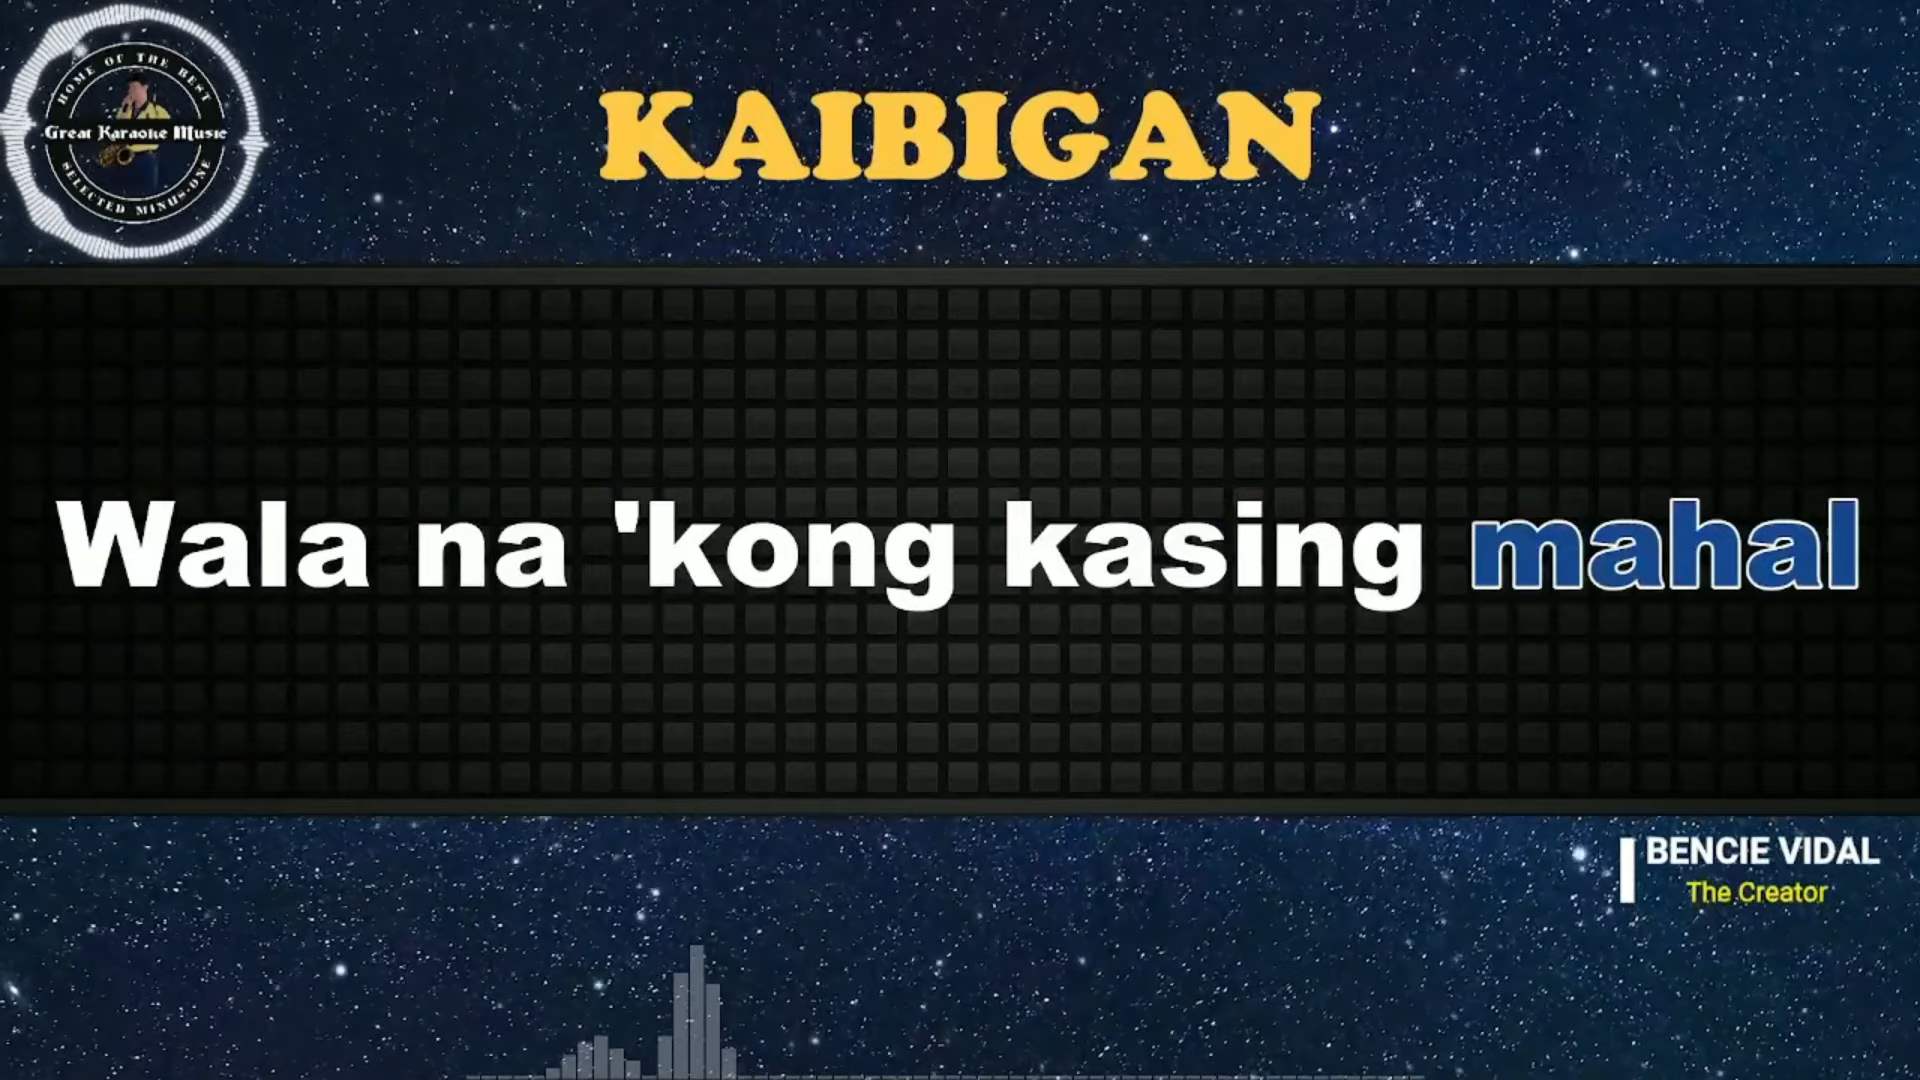 HOME OF THE BEST
Great Karaoke Music
SELECTED MINUS-ONE
KAIBIGAN
Wala na 'kong kasing mahal
BENCIE VIDAL
The Creator